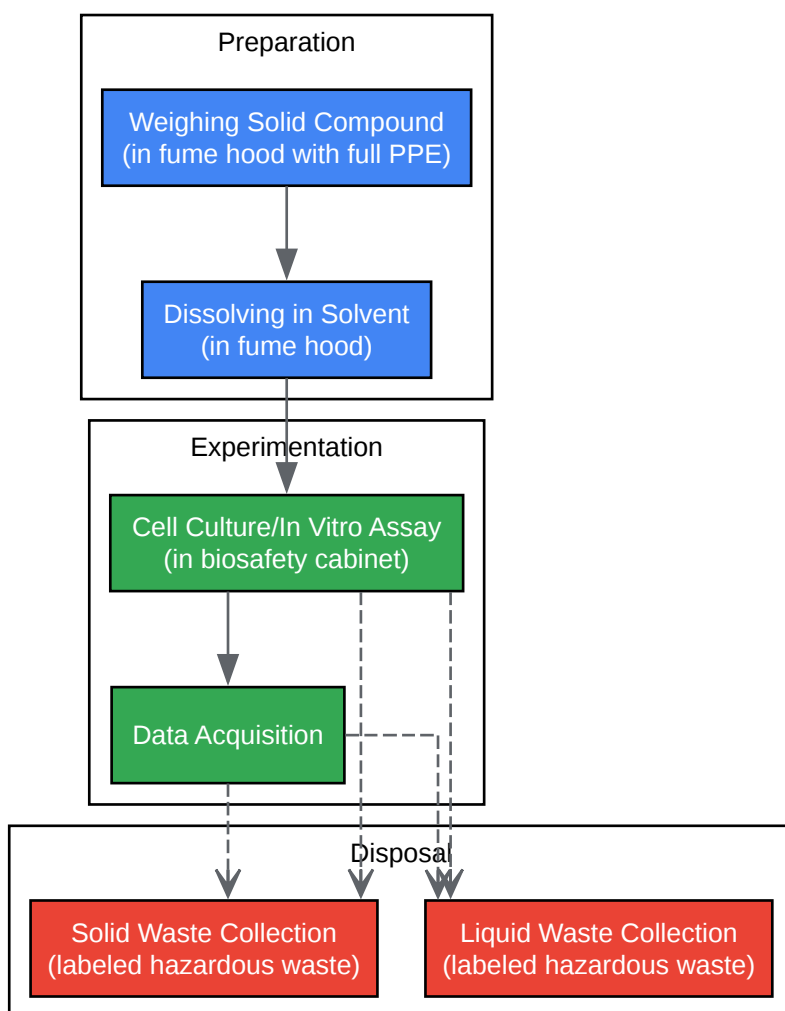 Preparation
Weighing Solid Compound
(in fume hood with full PPE)
Dissolving in Solvent
(in fume hood)
Experimentation
Cell Culture/In Vitro Assay
(in biosafety cabinet)
Data Acquisition
Disposal
Solid Waste Collection
(labeled hazardous waste)
Liquid Waste Collection
(labeled hazardous waste)